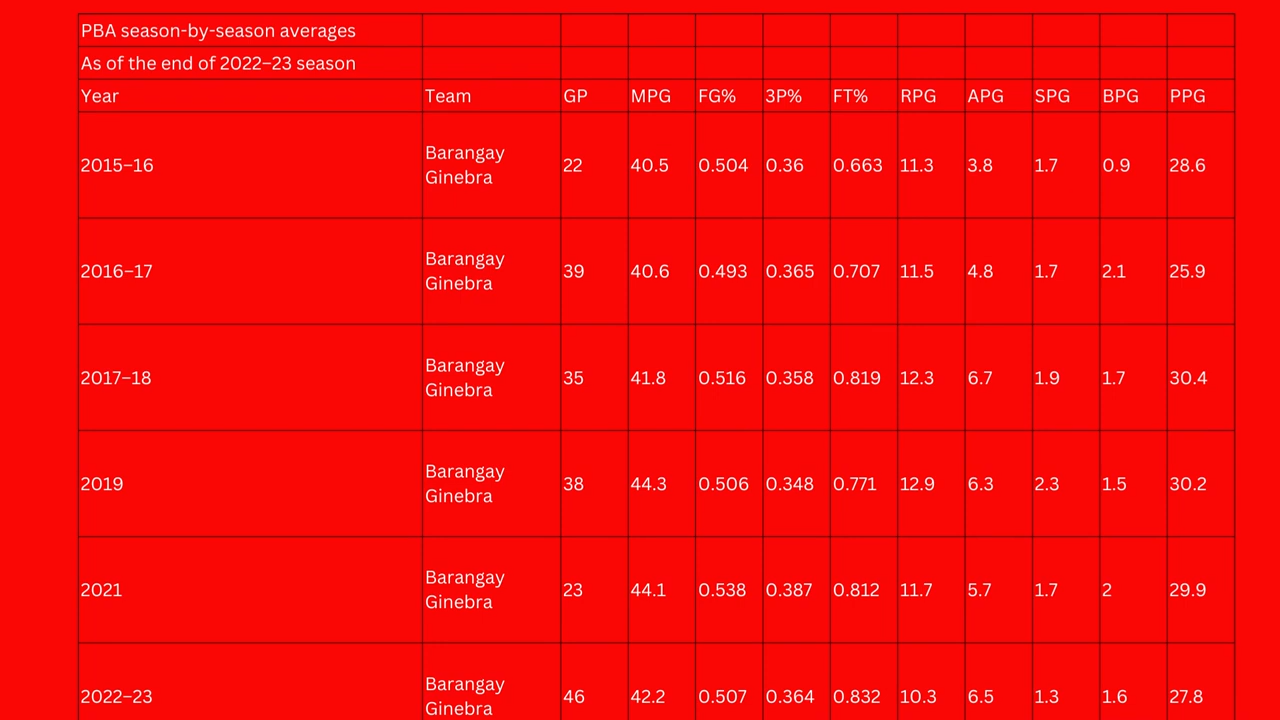 PBA season-by-season averages
As of the end of 2022–23 season
Year Team GP MPG FG% 3P% FT% RPG APG SPG BPG PPG
2015–16 Barangay Ginebra 22 40.5 0.504 0.36 0.663 11.3 3.8 1.7 0.9 28.6
2016–17 Barangay Ginebra 39 40.6 0.493 0.365 0.707 11.5 4.8 1.7 2.1 25.9
2017–18 Barangay Ginebra 35 41.8 0.516 0.358 0.819 12.3 6.7 1.9 1.7 30.4
2019 Barangay Ginebra 38 44.3 0.506 0.348 0.771 12.9 6.3 2.3 1.5 30.2
2021 Barangay Ginebra 23 44.1 0.538 0.387 0.812 11.7 5.7 1.7 2 29.9
2022–23 Barangay Ginebra 46 42.2 0.507 0.364 0.832 10.3 6.5 1.3 1.6 27.8